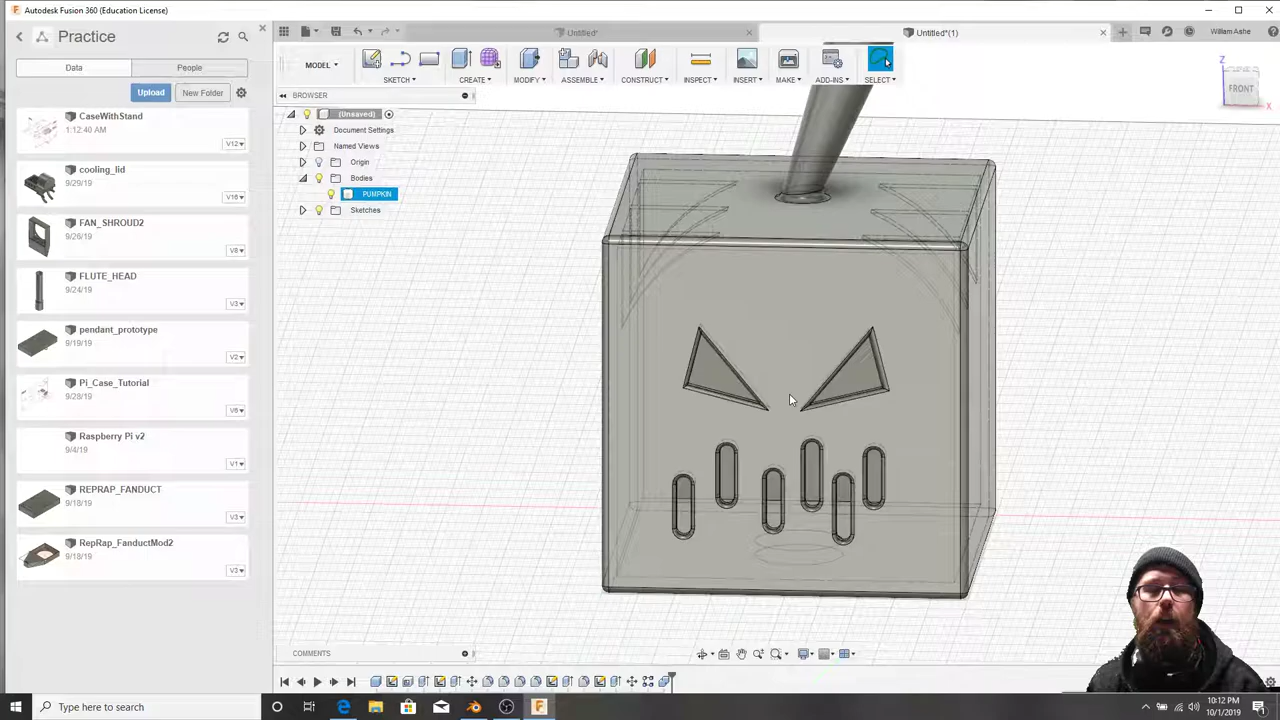 Autodesk Fusion 360 (Education License)
Practice
Untitled*
Untitled*(1)
William Ashe
Data
People
MODEL
SKETCH
CREATE
MODIFY
ASSEMBLE
CONSTRUCT
INSPECT
INSERT
MAKE
ADD-INS
SELECT
Upload
New Folder
BROWSER
Z
FRONT
X
(Unsaved)
Document Settings
Named Views
Origin
Bodies
PUMPKIN
Sketches
CaseWithStand
1:12:40 AM
V12
cooling_lid
9/29/19
V16
FAN_SHROUD2
9/26/19
V8
FLUTE_HEAD
9/24/19
V3
pendant_prototype
9/19/19
V2
Pi_Case_Tutorial
9/28/19
V6
Raspberry Pi v2
9/4/19
V1
REPRAP_FANDUCT
9/18/19
V3
RepRap_FanductMod2
9/18/19
V3
COMMENTS
Type here to search
10:12 PM
10/1/2019